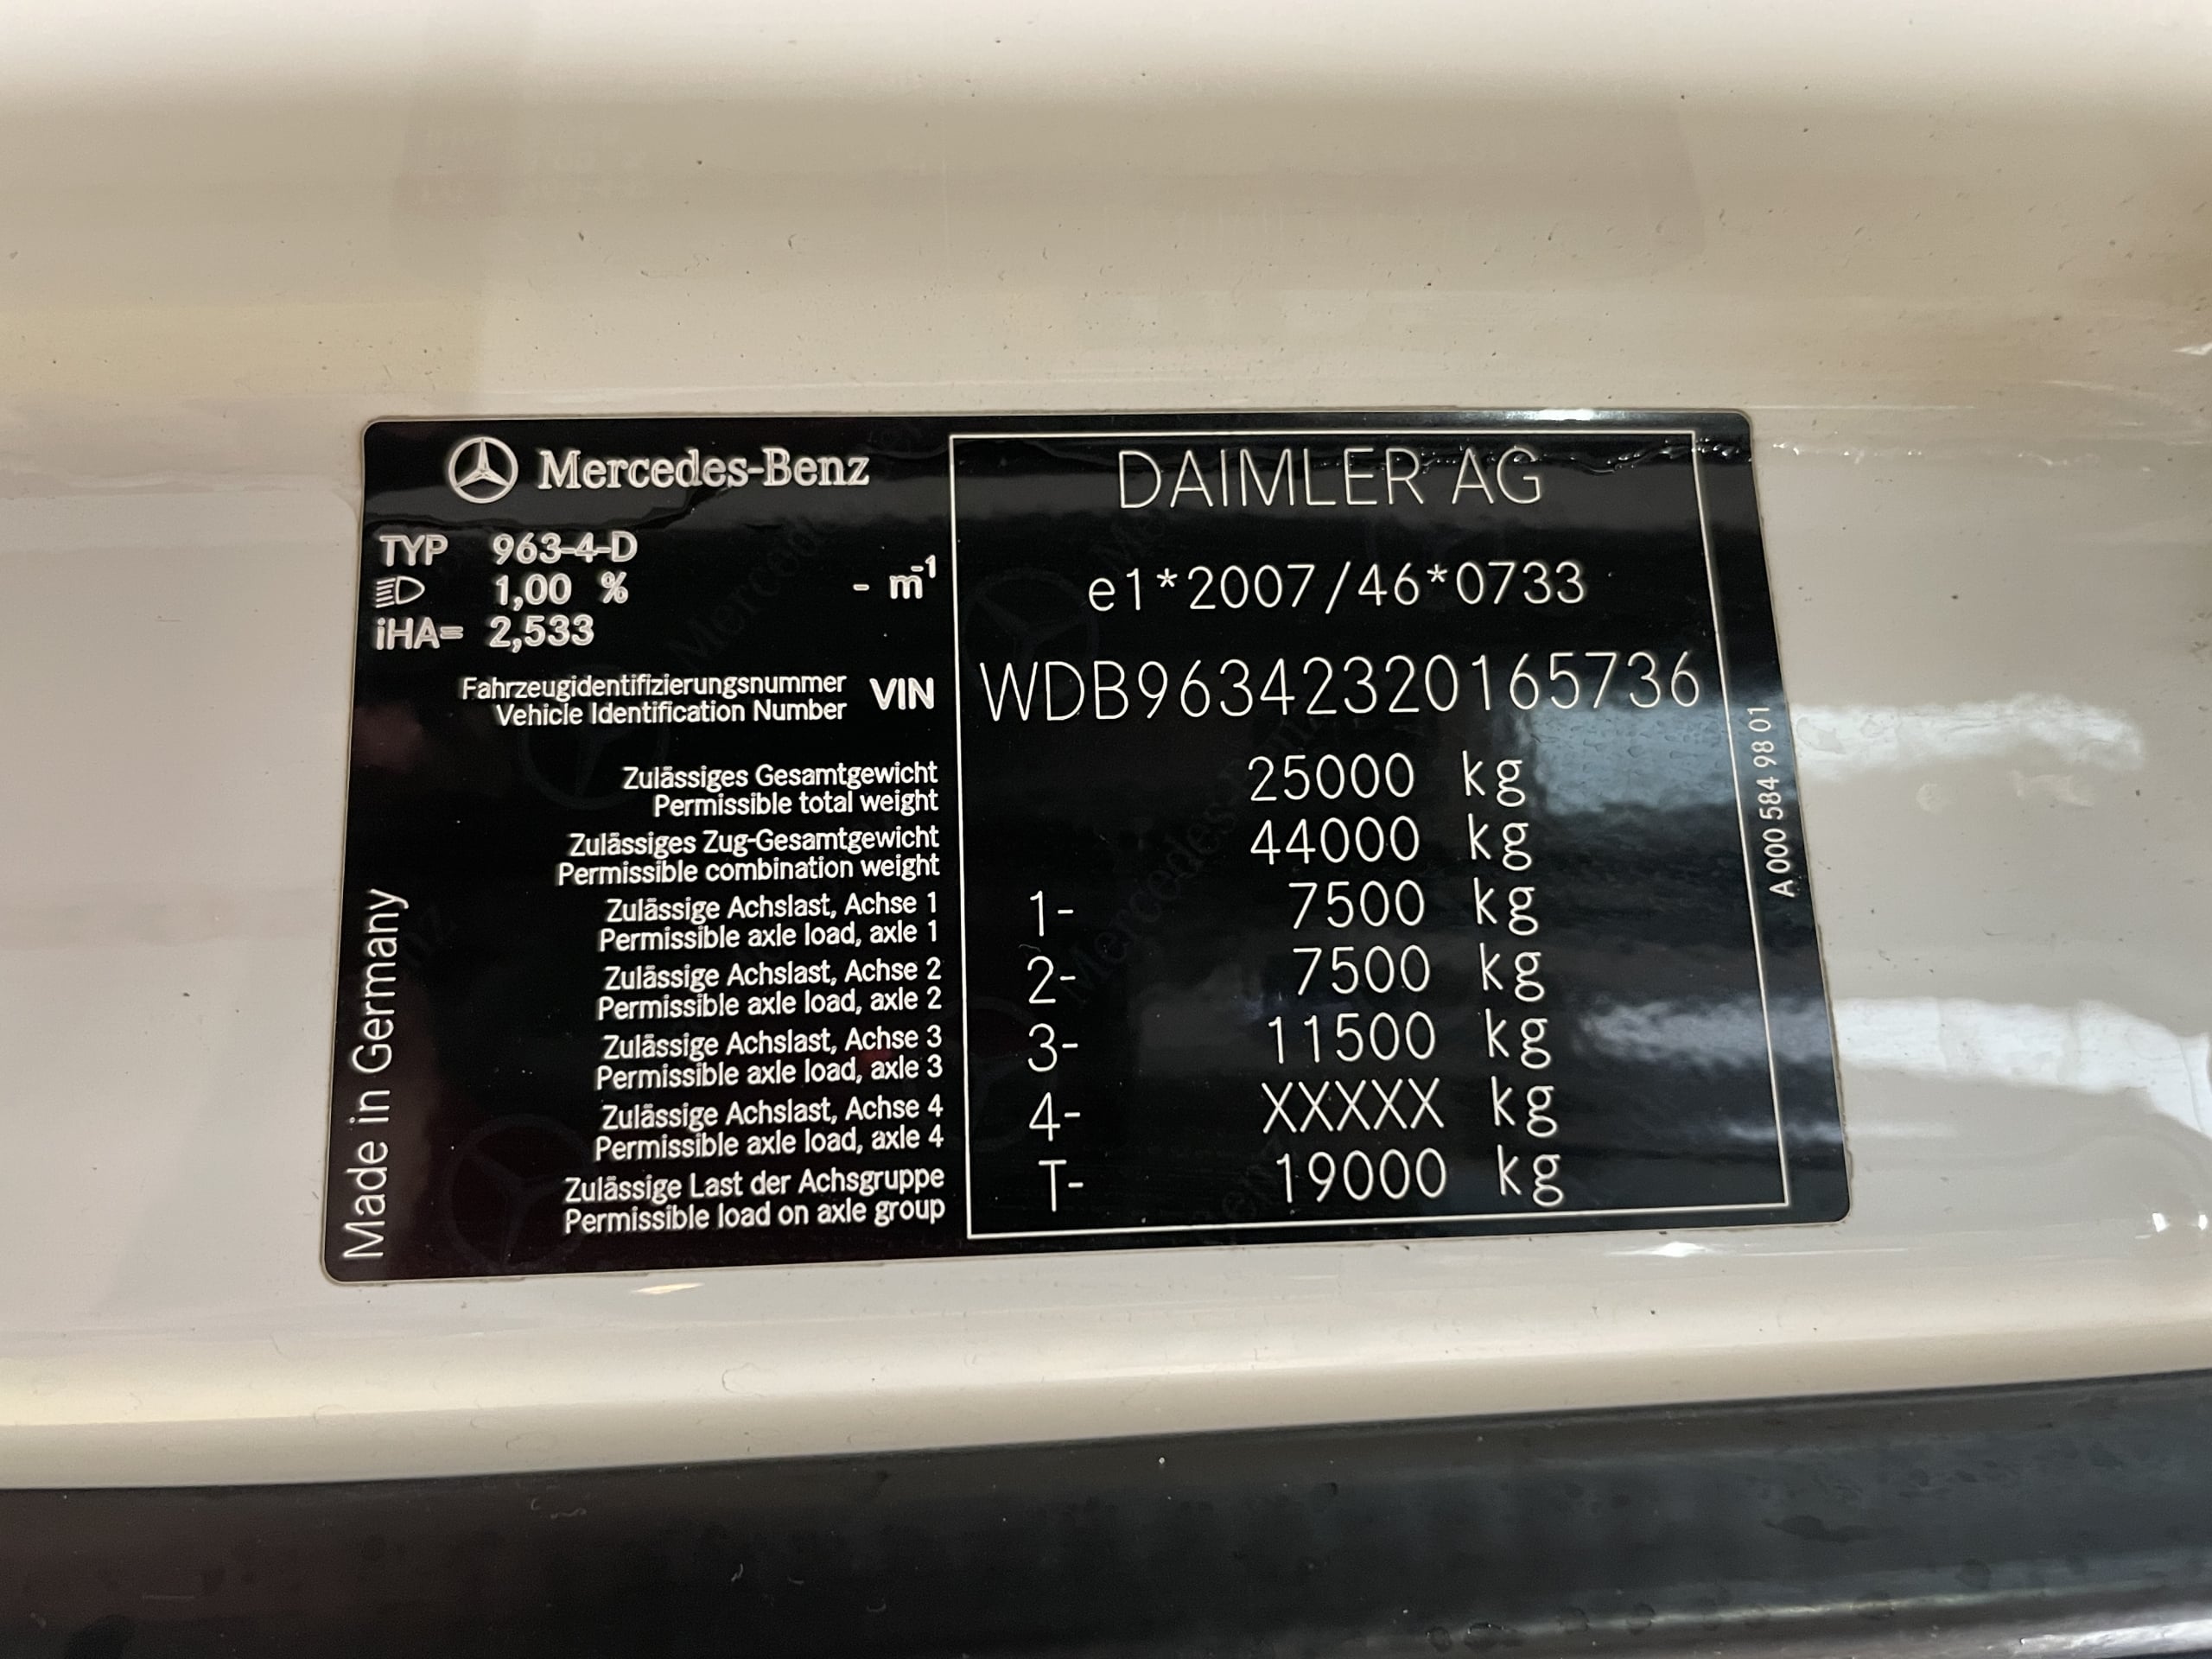 Mercedes-Benz
TYP 963-4-D
1,00 % - m-1
iHA= 2,533
DAIMLER AG
e1*2007/46*0733
Fahrzeugidentifizierungsnummer
Vehicle Identification Number
VIN WDB96342320165736
Zulässiges Gesamtgewicht
Permissible total weight
25000 kg
Zulässiges Zug-Gesamtgewicht
Permissible combination weight
44000 kg
Zulässige Achslast, Achse 1
Permissible axle load, axle 1
1- 7500 kg
Zulässige Achslast, Achse 2
Permissible axle load, axle 2
2- 7500 kg
Zulässige Achslast, Achse 3
Permissible axle load, axle 3
3- 11500 kg
Zulässige Achslast, Achse 4
Permissible axle load, axle 4
4- XXXXX kg
Zulässige Last der Achsgruppe
Permissible load on axle group
T- 19000 kg
Made in Germany
A 000 584 98 01